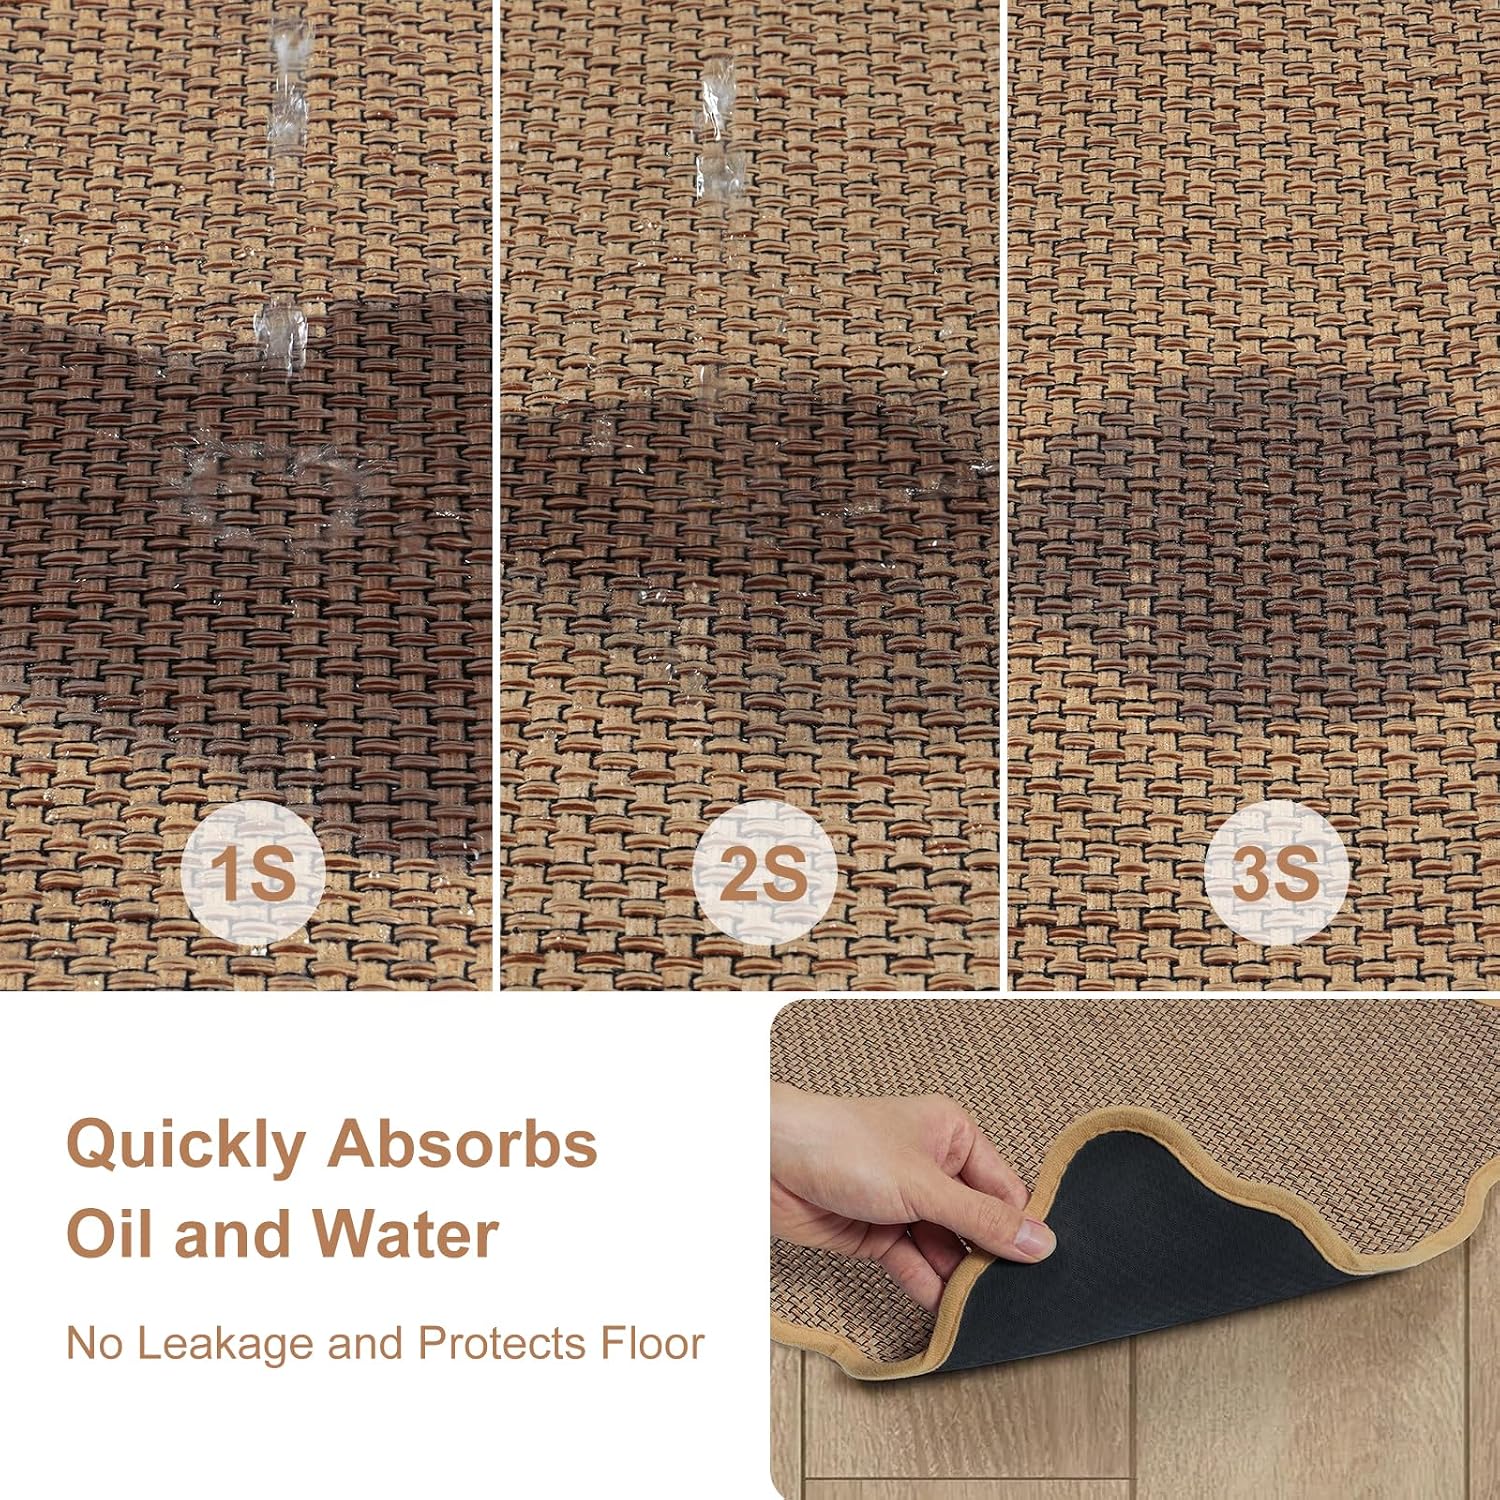 1S
2S
3S
Quickly Absorbs
Oil and Water
No Leakage and Protects Floor